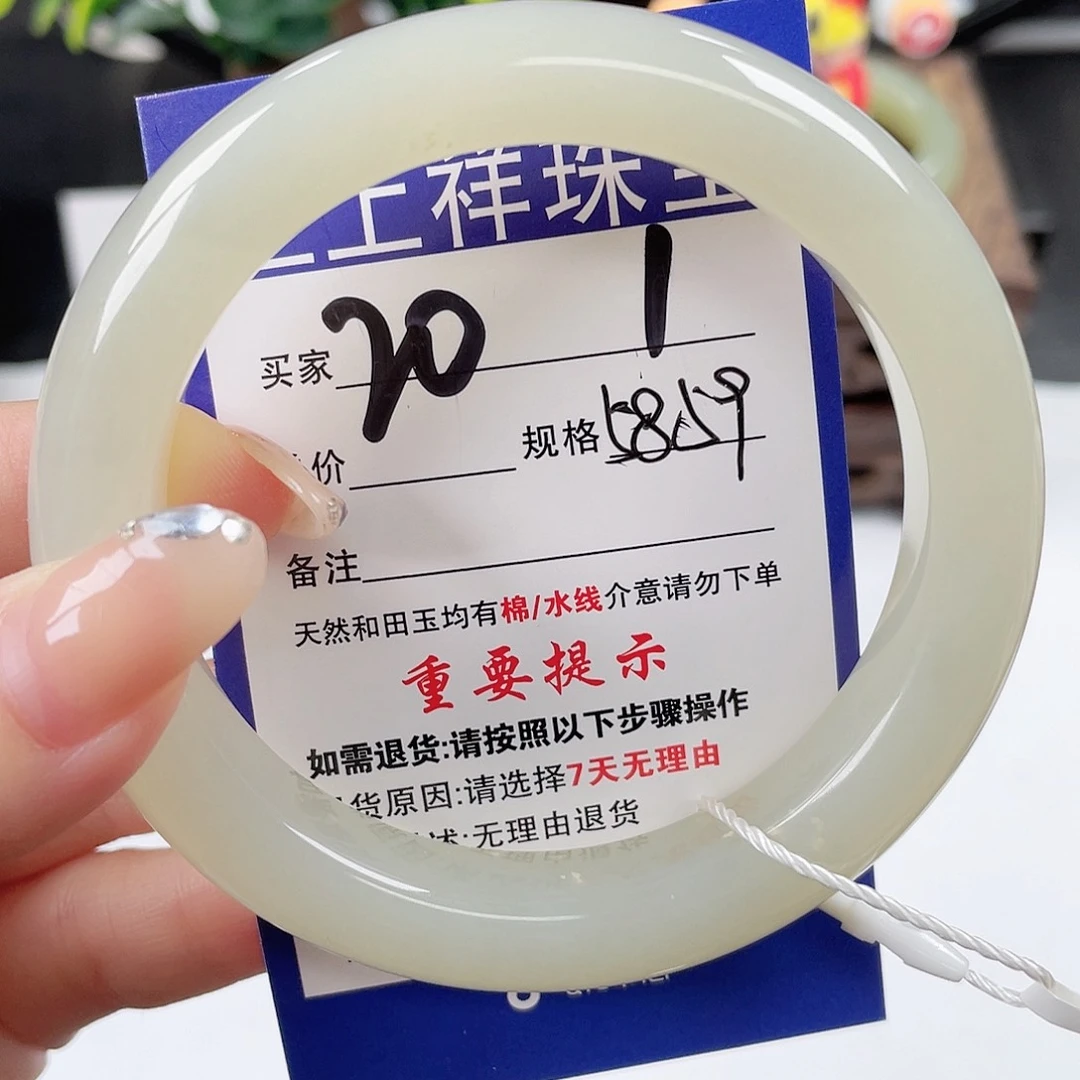 上祥珠宝
买家 20 1
价 规格 58.59
备注
天然和田玉均有棉/水线介意请勿下单
重要提示
如需退货:请按照以下步骤操作
货原因:请选择7天无理由
述:无理由退货